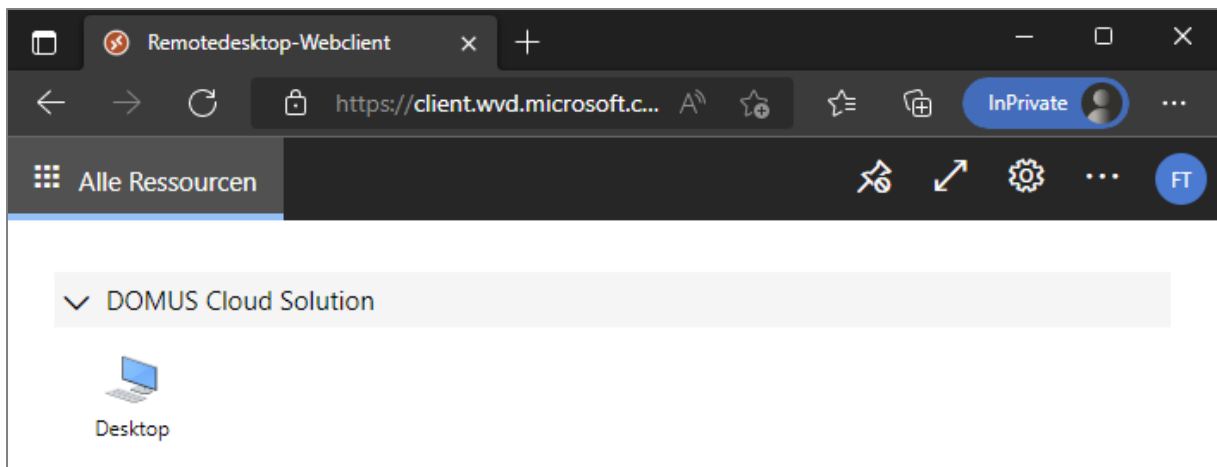 Remotedesktop-Webclient
https://client.wvd.microsoft.c... A InPrivate
Alle Ressourcen FT
DOMUS Cloud Solution
Desktop